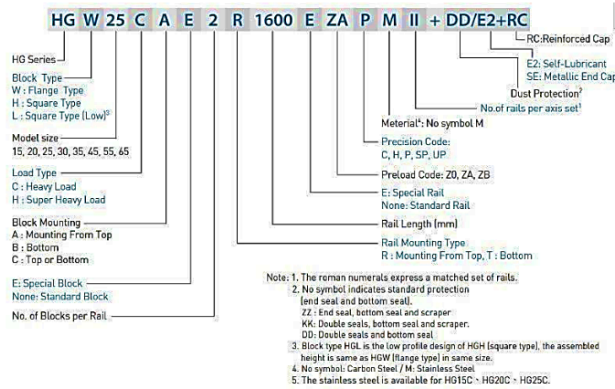 HG W 25 C A E 2 R 1600 E ZA P M II + DD/E2+RC
RC:Reinforced Cap
HG Series
E2: Self-Lubricant
SE: Metallic End Cap
Block Type
W : Flange Type
H : Square Type
L : Square Type (Low)3
Dust Protection2
No.of rails per axis set1
Model size
15, 20, 25, 30, 35, 45, 55, 65
Meterial4: No symbol M
Precision Code:
C, H, P, SP, UP
Load Type
C : Heavy Load
H : Super Heavy Load
Preload Code: Z0, ZA, ZB
E: Special Rail
None: Standard Rail
Block Mounting
A : Mounting From Top
B : Bottom
C : Top or Bottom
Rail Length (mm)
Rail Mounting Type
R : Mounting From Top, T : Bottom
E: Special Block
None: Standard Block
No. of Blocks per Rail
Note: 1. The roman numerals express a matched set of rails.
2. No symbol indicates standard protection
(end seal and bottom seal).
ZZ : End seal, bottom seal and scraper
KK: Double seals, bottom seal and scraper.
DD: Double seals and bottom seal
3. Block type HGL is the low profile design of HGH (square type), the assembled
height is same as HGW (flange type) in same size.
4. No symbol: Carbon Steel / M: Stainless Steel
5. The stainless steel is available for HG15C、HG20C、HG25C.